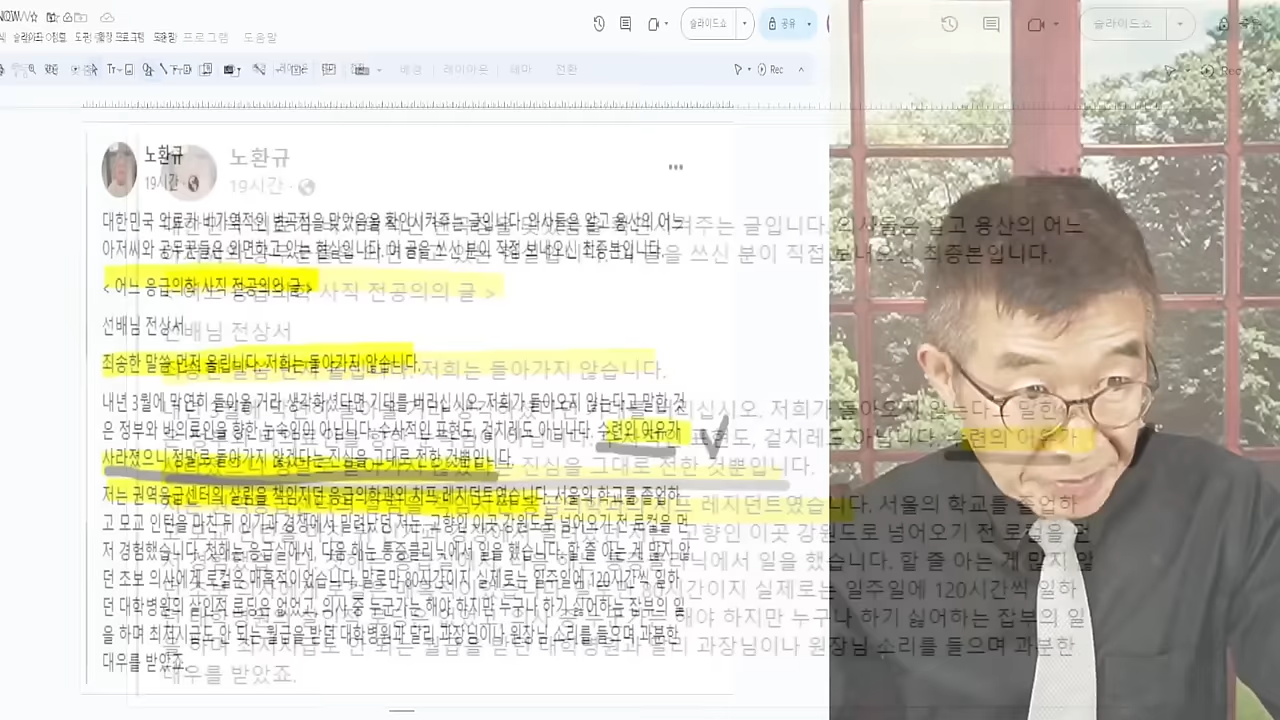 슬라이드쇼
공유
Rec
도움말
배경
레이아웃
테마
전환
노환규
19시간
대한민국 의료가 비가역적인 변곡점을 맞았음을 확인시켜주는 글입니다. 의사들은 알고 용산의 어느
아저씨와 공무꾼들은 외면하고 있는 현실입니다. 이 글을 쓰신 분이 직접 보내오신 최종본입니다.
< 어느 응급의학 사직 전공의의 글 >
선배님 전상서
죄송한 말씀 먼저 올립니다. 저희는 돌아가지 않습니다.
내년 3월에 막연히 돌아올 거라 생각하셨다면 기대를 버리십시오. 저희가 돌아오지 않는다고 말한 것
은 정부와 비의료인을 향한 눈속임이 아닙니다. 수사적인 표현도, 겉치레도 아닙니다. 수련의 이유가
사라졌으니 정말로 돌아가지 않겠다는 진심을 그대로 전한 것뿐입니다.
저는 권역응급센터의 살림을 책임지던 응급의학과의 치프 레지던트였습니다. 서울의 학교를 졸업하
고 모교 인턴을 마친 뒤 인기과 경쟁에서 밀려났던 저는, 고향인 이곳 강원도로 넘어오기 전 로컬을 먼
저 경험했습니다. 첫해는 응급실에서, 다음 해는 통증클리닉에서 일을 했습니다. 할 줄 아는 게 많지 않
던 초보 의사에게 로컬은 매혹적이었습니다. 말로만 80시간이지 실제로는 일주일에 120시간씩 일하
던 대학병원의 살인적 로딩은 없었고, 의사 중 누군가는 해야 하지만 누구나 하기 싫어하는 잡부의 일
을 하며 최저시급도 안 되는 월급을 받던 대학병원과 달리 과장님이나 원장님 소리를 들으며 과분한
대우를 받았죠.